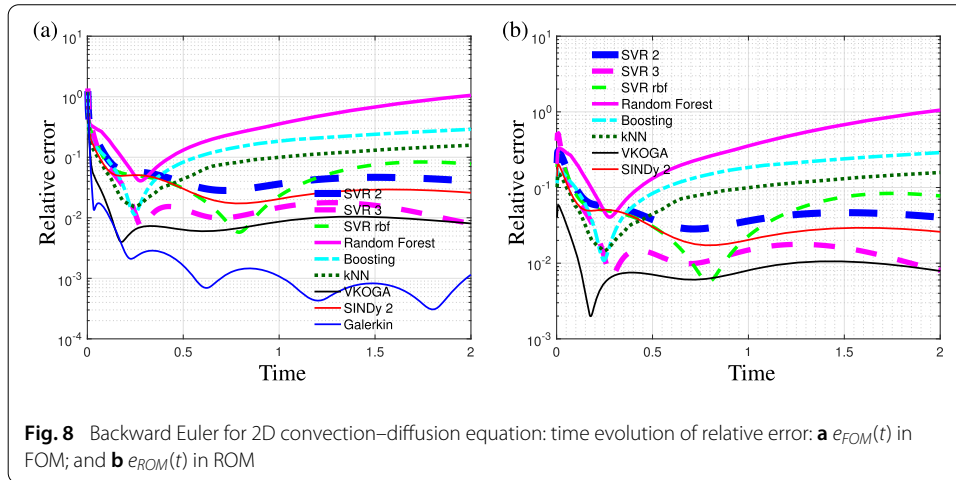 (a)
10^1
10^0
10^-1
10^-2
10^-3
10^-4
Relative error
SVR 2
SVR 3
SVR rbf
Random Forest
Boosting
kNN
VKOGA
SINDy 2
Galerkin
0 0.5 1 1.5 2
Time
(b)
10^1
10^0
10^-1
10^-2
10^-3
Relative error
SVR 2
SVR 3
SVR rbf
Random Forest
Boosting
kNN
VKOGA
SINDy 2
0 0.5 1 1.5 2
Time
Fig. 8 Backward Euler for 2D convection–diffusion equation: time evolution of relative error: a e_FOM(t) in
FOM; and b e_ROM(t) in ROM